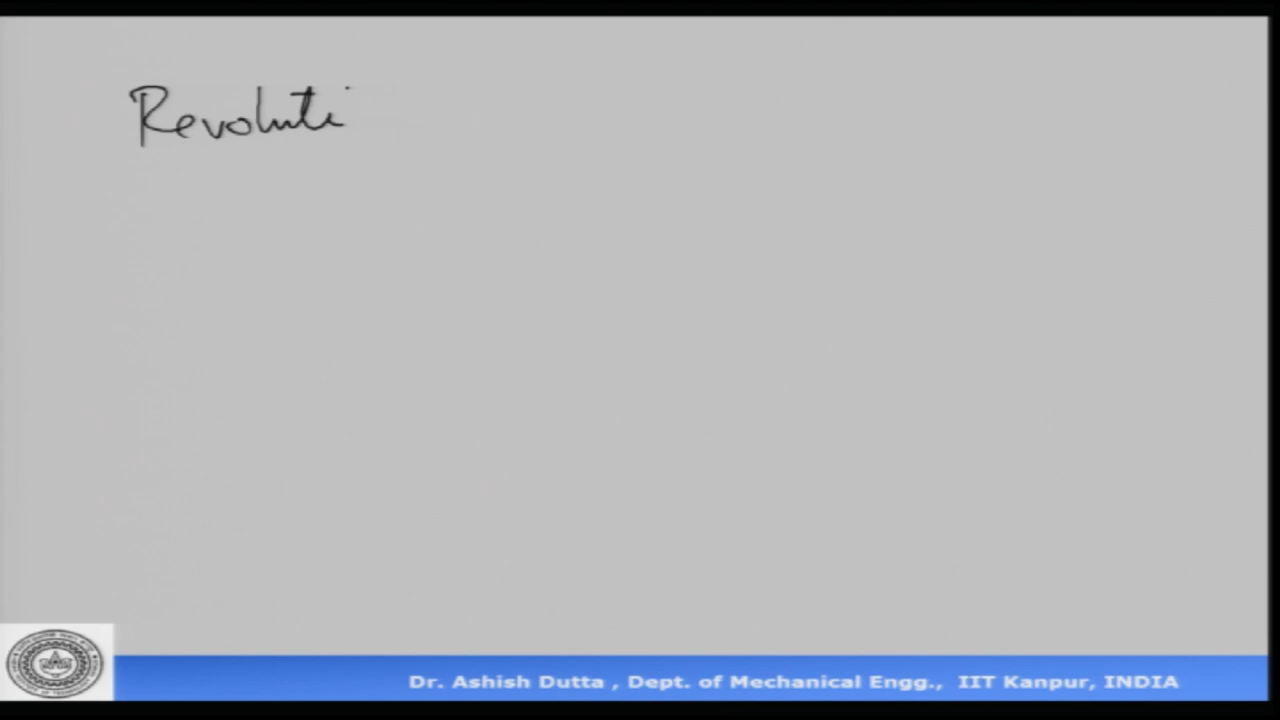 Revoluti
Dr. Ashish Dutta , Dept. of Mechanical Engg., IIT Kanpur, INDIA